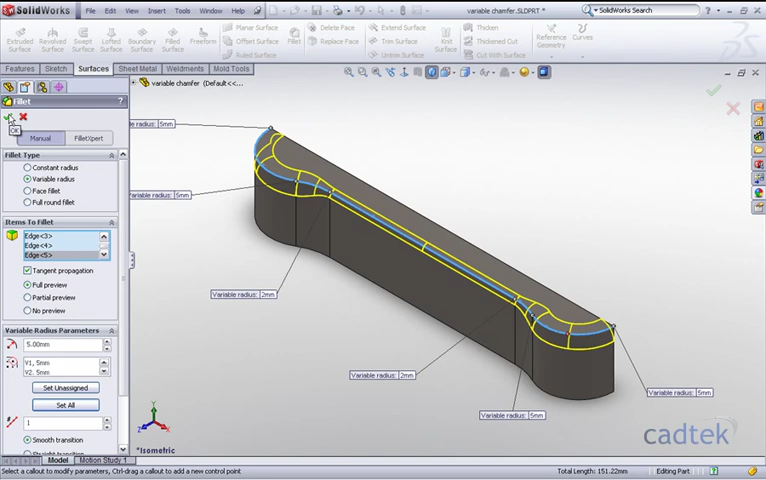 SolidWorks
File Edit View Insert Tools Window Help
variable chamfer.SLDPRT *
SolidWorks Search
Extruded Surface
Revolved Surface
Swept Surface
Lofted Surface
Boundary Surface
Filled Surface
Freeform
Planar Surface
Offset Surface
Ruled Surface
Fillet
Delete Face
Replace Face
Extend Surface
Trim Surface
Untrim Surface
Knit Surface
Thicken
Thickened Cut
Cut With Surface
Reference Geometry
Curves
Features Sketch Surfaces Sheet Metal Weldments Mold Tools
variable chamfer (Default<<...
Fillet
?
OK
Manual FilletXpert
Fillet Type
Constant radius
Variable radius
Face fillet
Full round fillet
Items To Fillet
Edge<3>
Edge<4>
Edge<5>
Tangent propagation
Full preview
Partial preview
No preview
Variable Radius Parameters
5.00mm
V1, 5mm
V2, 5mm
Set Unassigned
Set All
1
Smooth transition
Straight transition
le radius: 5mm
Variable radius: 5mm
Variable radius: 2mm
Variable radius: 2mm
Variable radius: 5mm
Variable radius: 5mm
Y
Z
X
*Isometric
cadtek
Model Motion Study 1
Select a callout to modify parameters, Ctrl-drag a callout to add a new control point
Total Length: 151.22mm
Editing Part